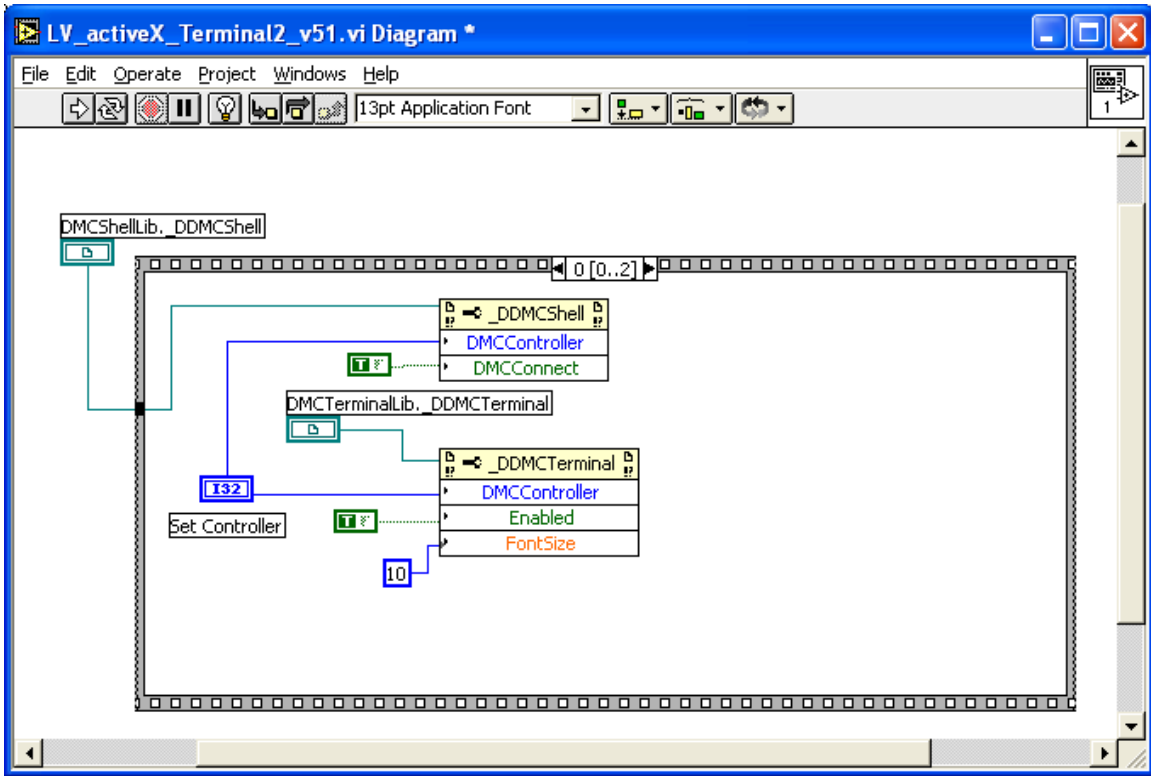 LV_activeX_Terminal2_v51.vi Diagram *
File Edit Operate Project Windows Help
13pt Application Font
1
DMCShellLib._DDMCShell
0 [0..2]
_DDMCShell
DMCController
T F
DMCConnect
DMCTerminalLib._DDMCTerminal
_DDMCTerminal
I32
DMCController
Set Controller
T F
Enabled
FontSize
10